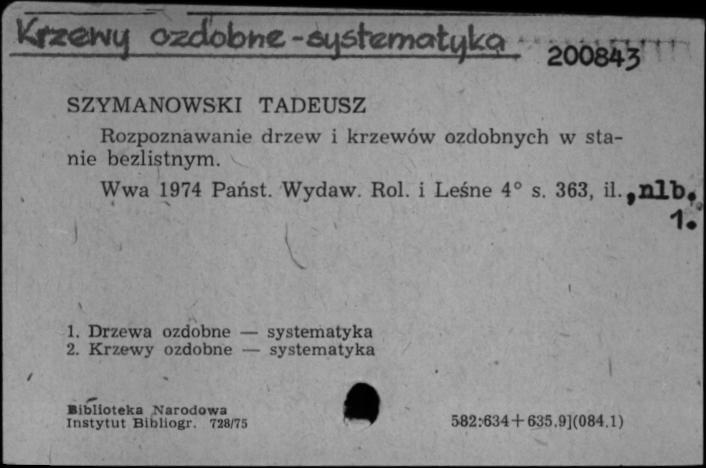 Krzewy ozdobne - systematyka
200843
SZYMANOWSKI TADEUSZ
Rozpoznawanie drzew i krzewów ozdobnych w sta-
nie bezlistnym.
Wwa 1974 Państ. Wydaw. Rol. i Leśne 4° s. 363, il., nlb.
1.
1. Drzewa ozdobne — systematyka
2. Krzewy ozdobne — systematyka
Biblioteka Narodowa
Instytut Bibliogr. 728/75
582:634+635.9](084.1)